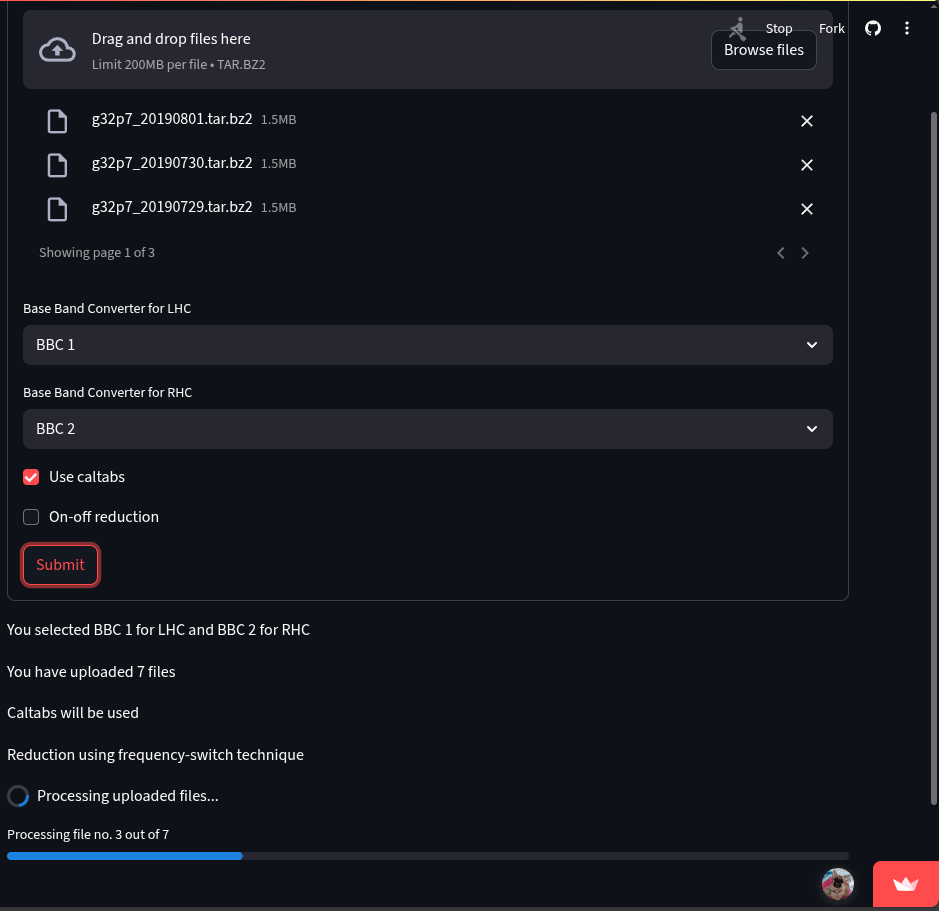 Drag and drop files here
Limit 200MB per file • TAR.BZ2
Stop
Fork
Browse files
g32p7_20190801.tar.bz2 1.5MB
g32p7_20190730.tar.bz2 1.5MB
g32p7_20190729.tar.bz2 1.5MB
Showing page 1 of 3
Base Band Converter for LHC
BBC 1
Base Band Converter for RHC
BBC 2
Use caltabs
On-off reduction
Submit
You selected BBC 1 for LHC and BBC 2 for RHC
You have uploaded 7 files
Caltabs will be used
Reduction using frequency-switch technique
Processing uploaded files...
Processing file no. 3 out of 7